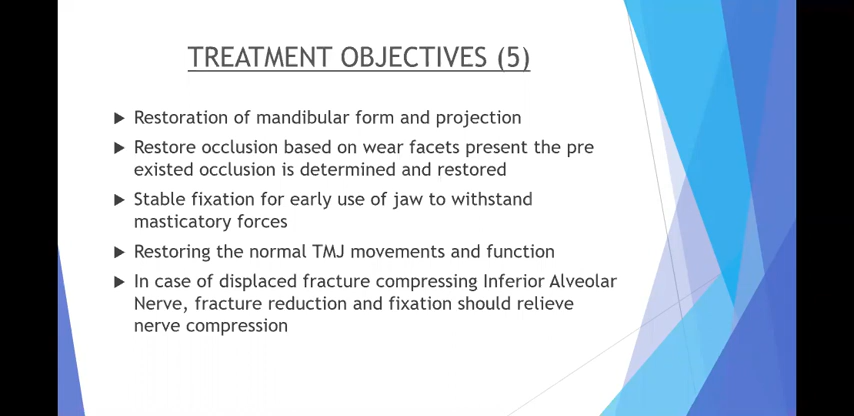 TREATMENT OBJECTIVES (5)
Restoration of mandibular form and projection
Restore occlusion based on wear facets present the pre
existed occlusion is determined and restored
Stable fixation for early use of jaw to withstand
masticatory forces
Restoring the normal TMJ movements and function
In case of displaced fracture compressing Inferior Alveolar
Nerve, fracture reduction and fixation should relieve
nerve compression